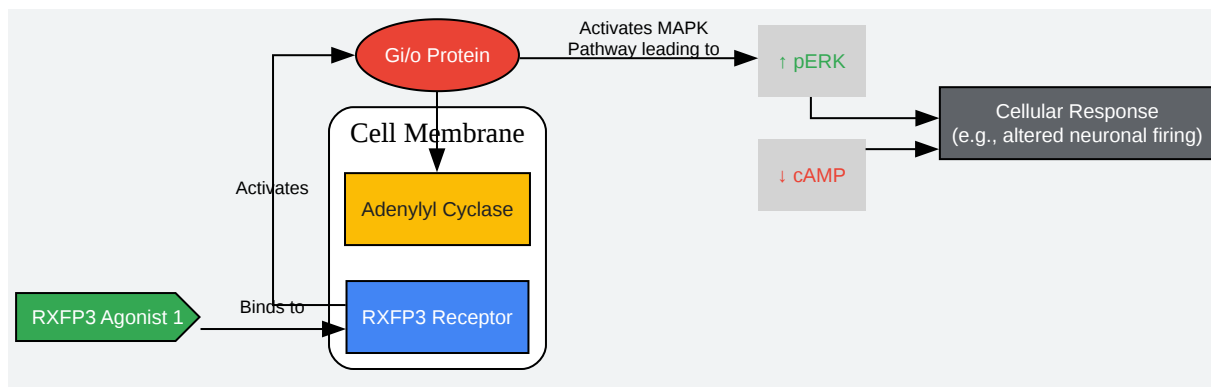 Activates MAPK
Pathway leading to
Gi/o Protein
↑ pERK
Cellular Response
(e.g., altered neuronal firing)
Cell Membrane
↓ cAMP
Activates
Adenylyl Cyclase
Binds to
RXFP3 Agonist 1
RXFP3 Receptor